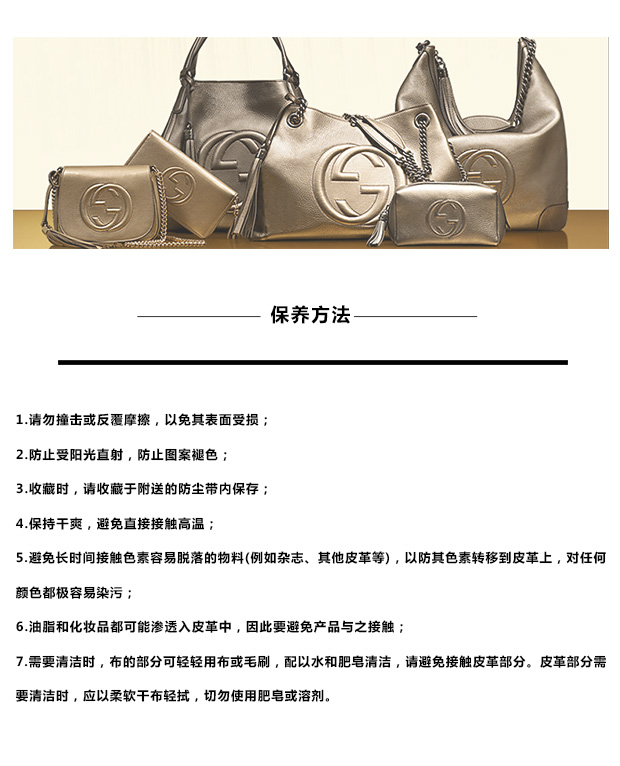 保养方法
1.请勿撞击或反覆摩擦，以免其表面受损；
2.防止受阳光直射，防止图案褪色；
3.收藏时，请收藏于附送的防尘带内保存；
4.保持干爽，避免直接接触高温；
5.避免长时间接触色素容易脱落的物料(例如杂志、其他皮革等)，以防其色素转移到皮革上，对任何
颜色都极容易染污；
6.油脂和化妆品都可能渗透入皮革中，因此要避免产品与之接触；
7.需要清洁时，布的部分可轻轻用布或毛刷，配以水和肥皂清洁，请避免接触皮革部分。皮革部分需
要清洁时，应以柔软干布轻拭，切勿使用肥皂或溶剂。